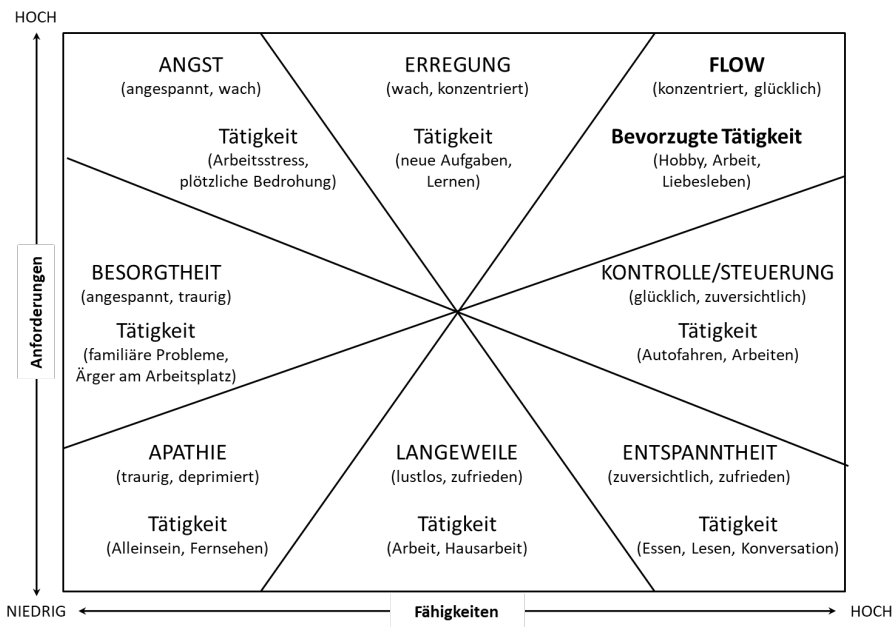 HOCH
ANGST
(angespannt, wach)
Tätigkeit
(Arbeitsstress,
plötzliche Bedrohung)
ERREGUNG
(wach, konzentriert)
Tätigkeit
(neue Aufgaben,
Lernen)
FLOW
(konzentriert, glücklich)
Bevorzugte Tätigkeit
(Hobby, Arbeit,
Liebesleben)
Anforderungen
BESORGTHEIT
(angespannt, traurig)
Tätigkeit
(familiäre Probleme,
Ärger am Arbeitsplatz)
KONTROLLE/STEUERUNG
(glücklich, zuversichtlich)
Tätigkeit
(Autofahren, Arbeiten)
APATHIE
(traurig, deprimiert)
Tätigkeit
(Alleinsein, Fernsehen)
LANGEWEILE
(lustlos, zufrieden)
Tätigkeit
(Arbeit, Hausarbeit)
ENTSPANNTHEIT
(zuversichtlich, zufrieden)
Tätigkeit
(Essen, Lesen, Konversation)
NIEDRIG
Fähigkeiten
HOCH